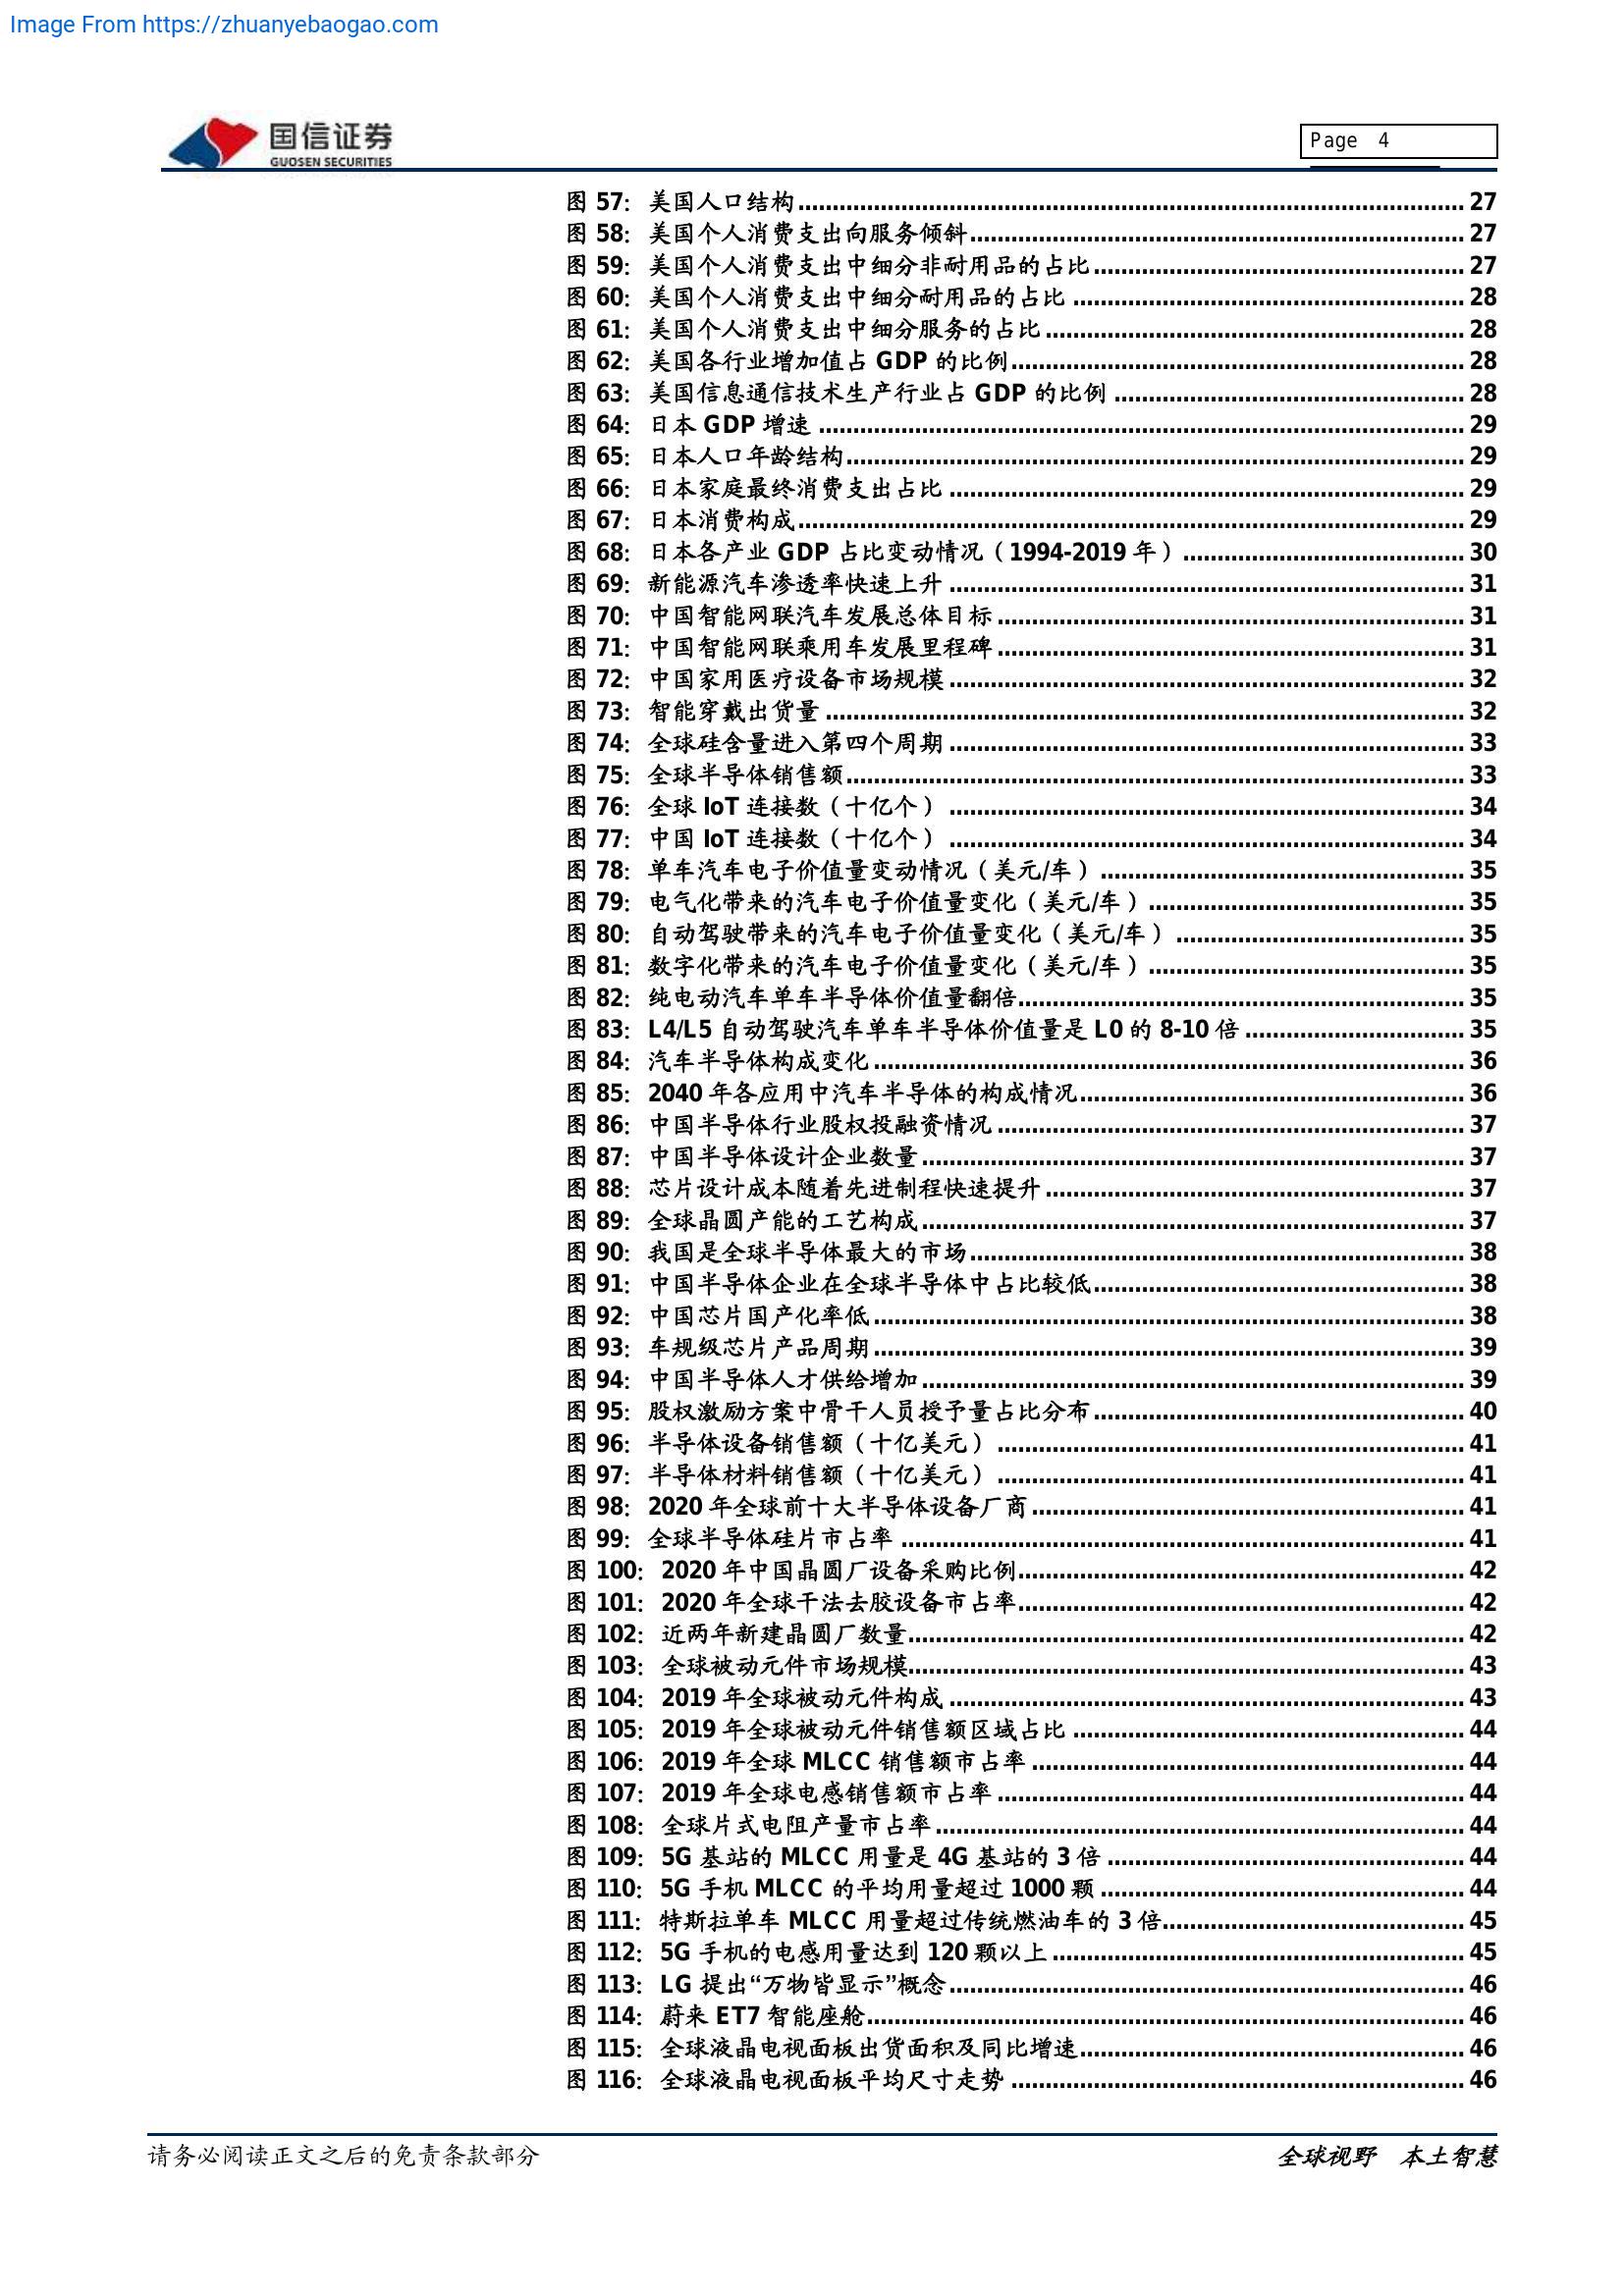 Image From https://zhuanyebaogao.com
国信证券
GUOSEN SECURITIES
Page 4
图 57：美国人口结构 27
图 58：美国个人消费支出向服务倾斜 27
图 59：美国个人消费支出中细分非耐用品的占比 27
图 60：美国个人消费支出中细分耐用品的占比 28
图 61：美国个人消费支出中细分服务的占比 28
图 62：美国各行业增加值占 GDP 的比例 28
图 63：美国信息通信技术生产行业占 GDP 的比例 28
图 64：日本 GDP 增速 29
图 65：日本人口年龄结构 29
图 66：日本家庭最终消费支出占比 29
图 67：日本消费构成 29
图 68：日本各产业 GDP 占比变动情况（1994-2019 年） 30
图 69：新能源汽车渗透率快速上升 31
图 70：中国智能网联汽车发展总体目标 31
图 71：中国智能网联乘用车发展里程碑 31
图 72：中国家用医疗设备市场规模 32
图 73：智能穿戴出货量 32
图 74：全球硅含量进入第四个周期 33
图 75：全球半导体销售额 33
图 76：全球 IoT 连接数（十亿个） 34
图 77：中国 IoT 连接数（十亿个） 34
图 78：单车汽车电子价值量变动情况（美元/车） 35
图 79：电气化带来的汽车电子价值量变化（美元/车） 35
图 80：自动驾驶带来的汽车电子价值量变化（美元/车） 35
图 81：数字化带来的汽车电子价值量变化（美元/车） 35
图 82：纯电动汽车单车半导体价值量翻倍 35
图 83：L4/L5 自动驾驶汽车单车半导体价值量是 L0 的 8-10 倍 35
图 84：汽车半导体构成变化 36
图 85：2040 年各应用中汽车半导体的构成情况 36
图 86：中国半导体行业股权投融资情况 37
图 87：中国半导体设计企业数量 37
图 88：芯片设计成本随着先进制程快速提升 37
图 89：全球晶圆产能的工艺构成 37
图 90：我国是全球半导体最大的市场 38
图 91：中国半导体企业在全球半导体中占比较低 38
图 92：中国芯片国产化率低 38
图 93：车规级芯片产品周期 39
图 94：中国半导体人才供给增加 39
图 95：股权激励方案中骨干人员授予量占比分布 40
图 96：半导体设备销售额（十亿美元） 41
图 97：半导体材料销售额（十亿美元） 41
图 98：2020 年全球前十大半导体设备厂商 41
图 99：全球半导体硅片市占率 41
图 100：2020 年中国晶圆厂设备采购比例 42
图 101：2020 年全球干法去胶设备市占率 42
图 102：近两年新建晶圆厂数量 42
图 103：全球被动元件市场规模 43
图 104：2019 年全球被动元件构成 43
图 105：2019 年全球被动元件销售额区域占比 44
图 106：2019 年全球 MLCC 销售额市占率 44
图 107：2019 年全球电感销售额市占率 44
图 108：全球片式电阻产量市占率 44
图 109：5G 基站的 MLCC 用量是 4G 基站的 3 倍 44
图 110：5G 手机 MLCC 的平均用量超过 1000 颗 44
图 111：特斯拉单车 MLCC 用量超过传统燃油车的 3 倍 45
图 112：5G 手机的电感用量达到 120 颗以上 45
图 113：LG 提出“万物皆显示”概念 46
图 114：蔚来 ET7 智能座舱 46
图 115：全球液晶电视面板出货面积及同比增速 46
图 116：全球液晶电视面板平均尺寸走势 46
请务必阅读正文之后的免责条款部分
全球视野 本土智慧